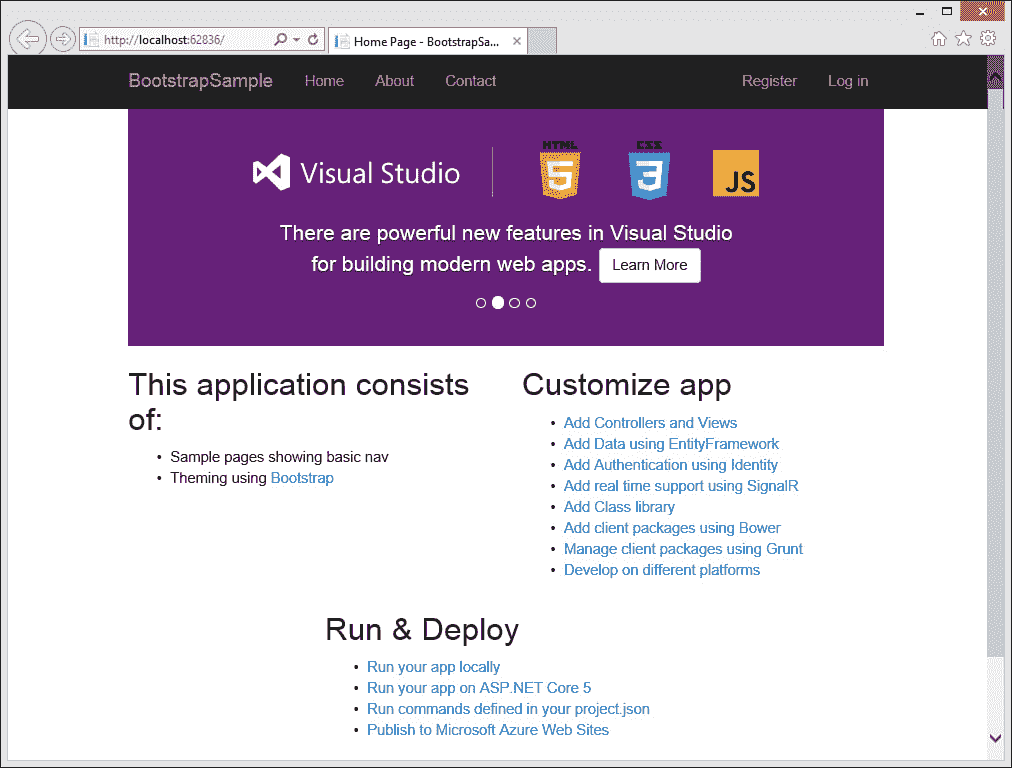 http://localhost:62836/
Home Page - BootstrapSa...
BootstrapSample Home About Contact Register Log in
Visual Studio HTML 5 CSS 3 JS
There are powerful new features in Visual Studio
for building modern web apps. Learn More
This application consists
of:
• Sample pages showing basic nav
• Theming using Bootstrap
Customize app
• Add Controllers and Views
• Add Data using EntityFramework
• Add Authentication using Identity
• Add real time support using SignalR
• Add Class library
• Add client packages using Bower
• Manage client packages using Grunt
• Develop on different platforms
Run & Deploy
• Run your app locally
• Run your app on ASP.NET Core 5
• Run commands defined in your project.json
• Publish to Microsoft Azure Web Sites